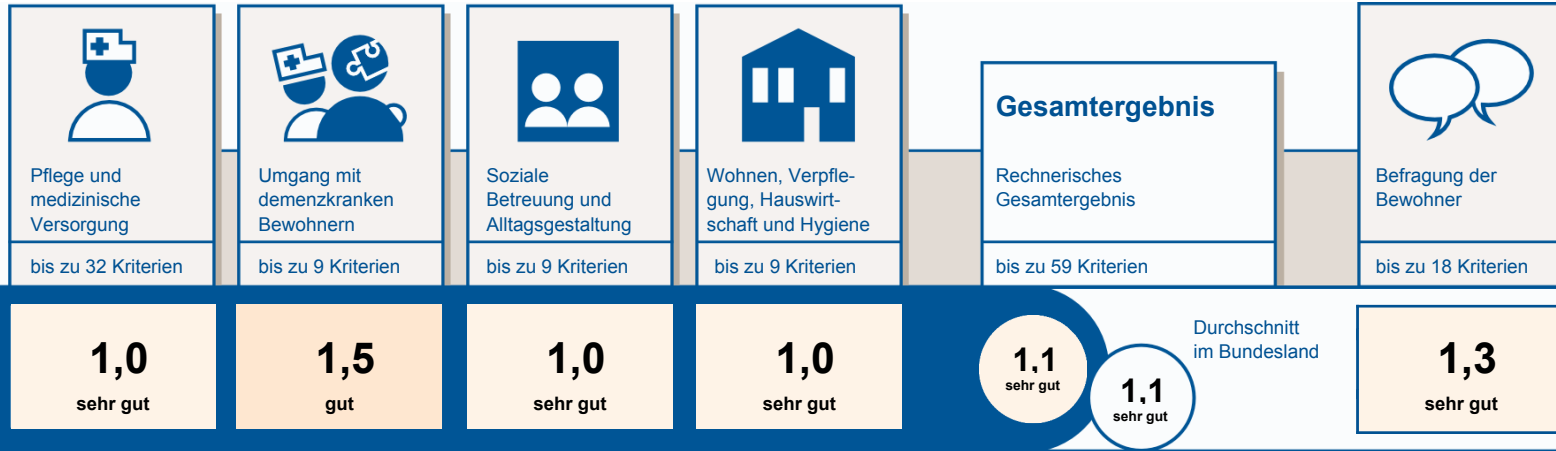 Pflege und
medizinische
Versorgung
bis zu 32 Kriterien
1,0
sehr gut
Umgang mit
demenzkranken
Bewohnern
bis zu 9 Kriterien
1,5
gut
Soziale
Betreuung und
Alltagsgestaltung
bis zu 9 Kriterien
1,0
sehr gut
Wohnen, Verpfle-
gung, Hauswirt-
schaft und Hygiene
bis zu 9 Kriterien
1,0
sehr gut
Gesamtergebnis
Rechnerisches
Gesamtergebnis
bis zu 59 Kriterien
1,1
sehr gut
Durchschnitt
im Bundesland
1,1
sehr gut
Befragung der
Bewohner
bis zu 18 Kriterien
1,3
sehr gut